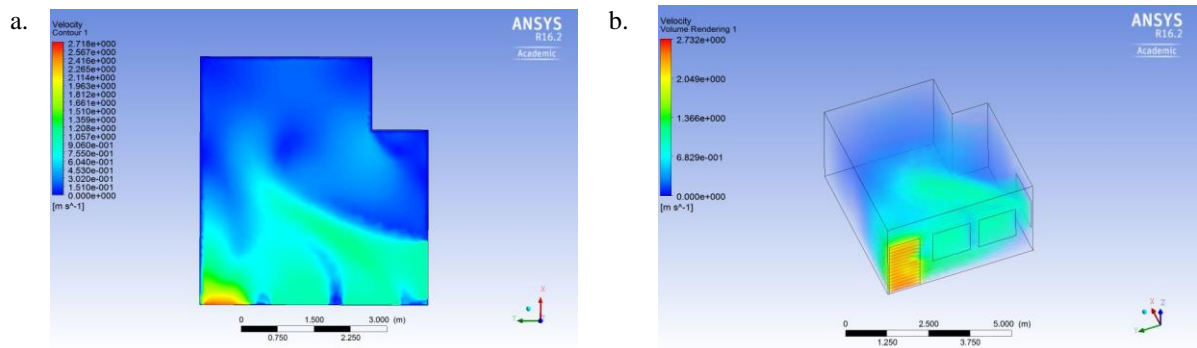 a.
Velocity
Contour 1
2.718e+000
2.567e+000
2.416e+000
2.265e+000
2.114e+000
1.963e+000
1.812e+000
1.661e+000
1.510e+000
1.359e+000
1.208e+000
1.057e+000
9.060e-001
7.550e-001
6.040e-001
4.530e-001
3.020e-001
1.510e-001
0.000e+000
[m s^-1]
ANSYS
R16.2
Academic
0 1.500 3.000 (m)
0.750 2.250
X
Y
Z
b.
Velocity
Volume Rendering 1
2.732e+000
2.049e+000
1.366e+000
6.829e-001
0.000e+000
[m s^-1]
ANSYS
R16.2
Academic
0 2.500 5.000 (m)
1.250 3.750
X
Z
Y